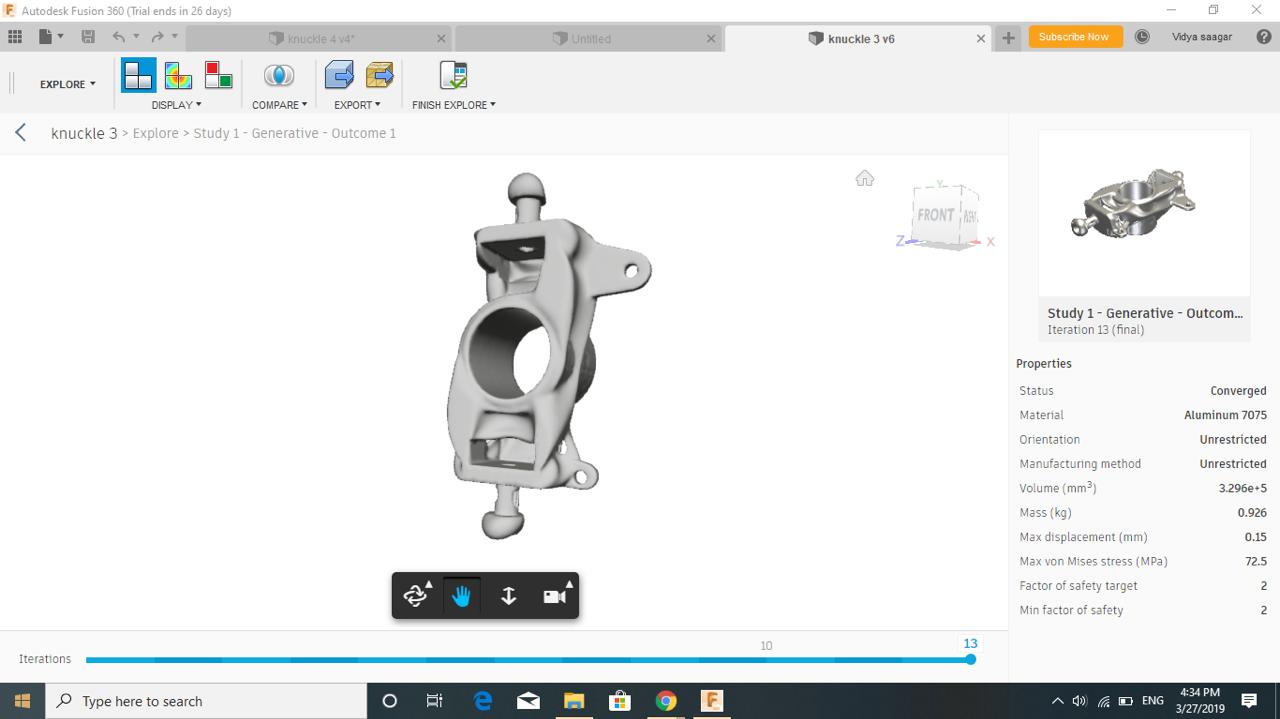 Autodesk Fusion 360 (Trial ends in 26 days)
knuckle 4 v4*
Untitled
knuckle 3 v6
Subscribe Now
Vidya saagar
EXPLORE
DISPLAY
COMPARE
EXPORT
FINISH EXPLORE
knuckle 3 > Explore > Study 1 - Generative - Outcome 1
Y
FRONT
Z
X
Study 1 - Generative - Outcom...
Iteration 13 (final)
Properties
Status Converged
Material Aluminum 7075
Orientation Unrestricted
Manufacturing method Unrestricted
Volume (mm³) 3.296e+5
Mass (kg) 0.926
Max displacement (mm) 0.15
Max von Mises stress (MPa) 72.5
Factor of safety target 2
Min factor of safety 2
Iterations
10
13
Type here to search
ENG
4:34 PM
3/27/2019